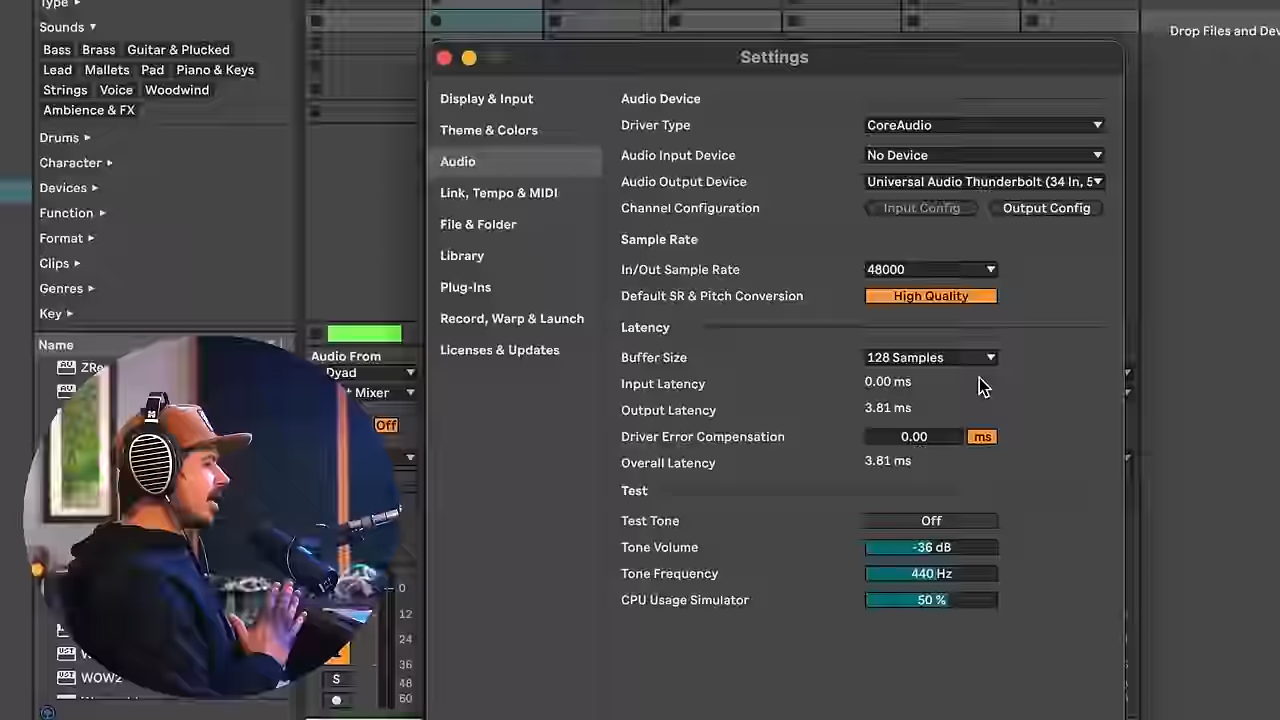 Type
Sounds
Bass Brass Guitar & Plucked
Lead Mallets Pad Piano & Keys
Strings Voice Woodwind
Ambience & FX
Drums
Character
Devices
Function
Format
Clips
Genres
Key
Name
ZRe
WOW2
Audio From
Dyad
Mixer
Off
0
12
24
36
48
60
S
Drop Files and Dev
Settings
Display & Input
Theme & Colors
Audio
Link, Tempo & MIDI
File & Folder
Library
Plug-Ins
Record, Warp & Launch
Licenses & Updates
Audio Device
Driver Type CoreAudio
Audio Input Device No Device
Audio Output Device Universal Audio Thunderbolt (34 In, 5
Channel Configuration Input Config Output Config
Sample Rate
In/Out Sample Rate 48000
Default SR & Pitch Conversion High Quality
Latency
Buffer Size 128 Samples
Input Latency 0.00 ms
Output Latency 3.81 ms
Driver Error Compensation 0.00 ms
Overall Latency 3.81 ms
Test
Test Tone Off
Tone Volume -36 dB
Tone Frequency 440 Hz
CPU Usage Simulator 50 %